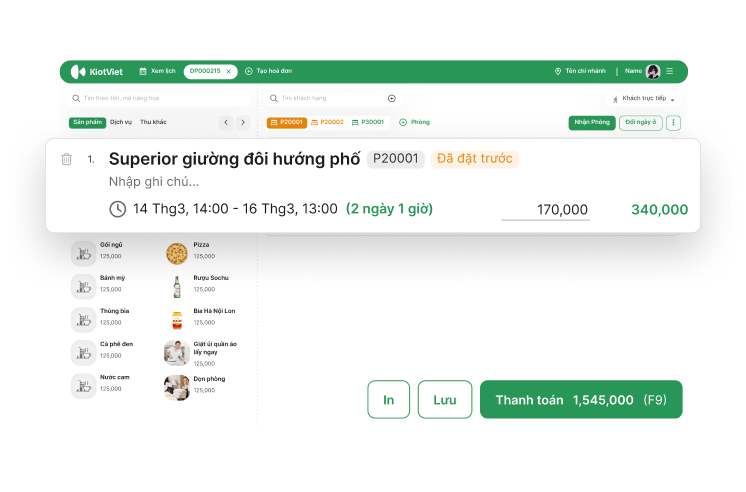 KiotViet Xem lịch DP000215 × Tạo hoá đơn Tên chi nhánh | Name
Tìm theo tên, mã hàng hoá Tìm khách hàng Khách trực tiếp
Sản phẩm Dịch vụ Thu khác P20001 P20002 P30001 Phòng Nhận Phòng Đổi ngày ở
1. Superior giường đôi hướng phố P20001 Đã đặt trước
Nhập ghi chú...
14 Thg3, 14:00 - 16 Thg3, 13:00 (2 ngày 1 giờ) 170,000 340,000
Gối ngủ Pizza
125,000 125,000
Bánh mỳ Rượu Sochu
125,000 125,000
Thùng bia Bia Hà Nội Lon
125,000 125,000
Cà phê đen Giặt ủi quần áo
lấy ngay
125,000 125,000
Nước cam Dọn phòng
125,000 125,000
In Lưu Thanh toán 1,545,000 (F9)